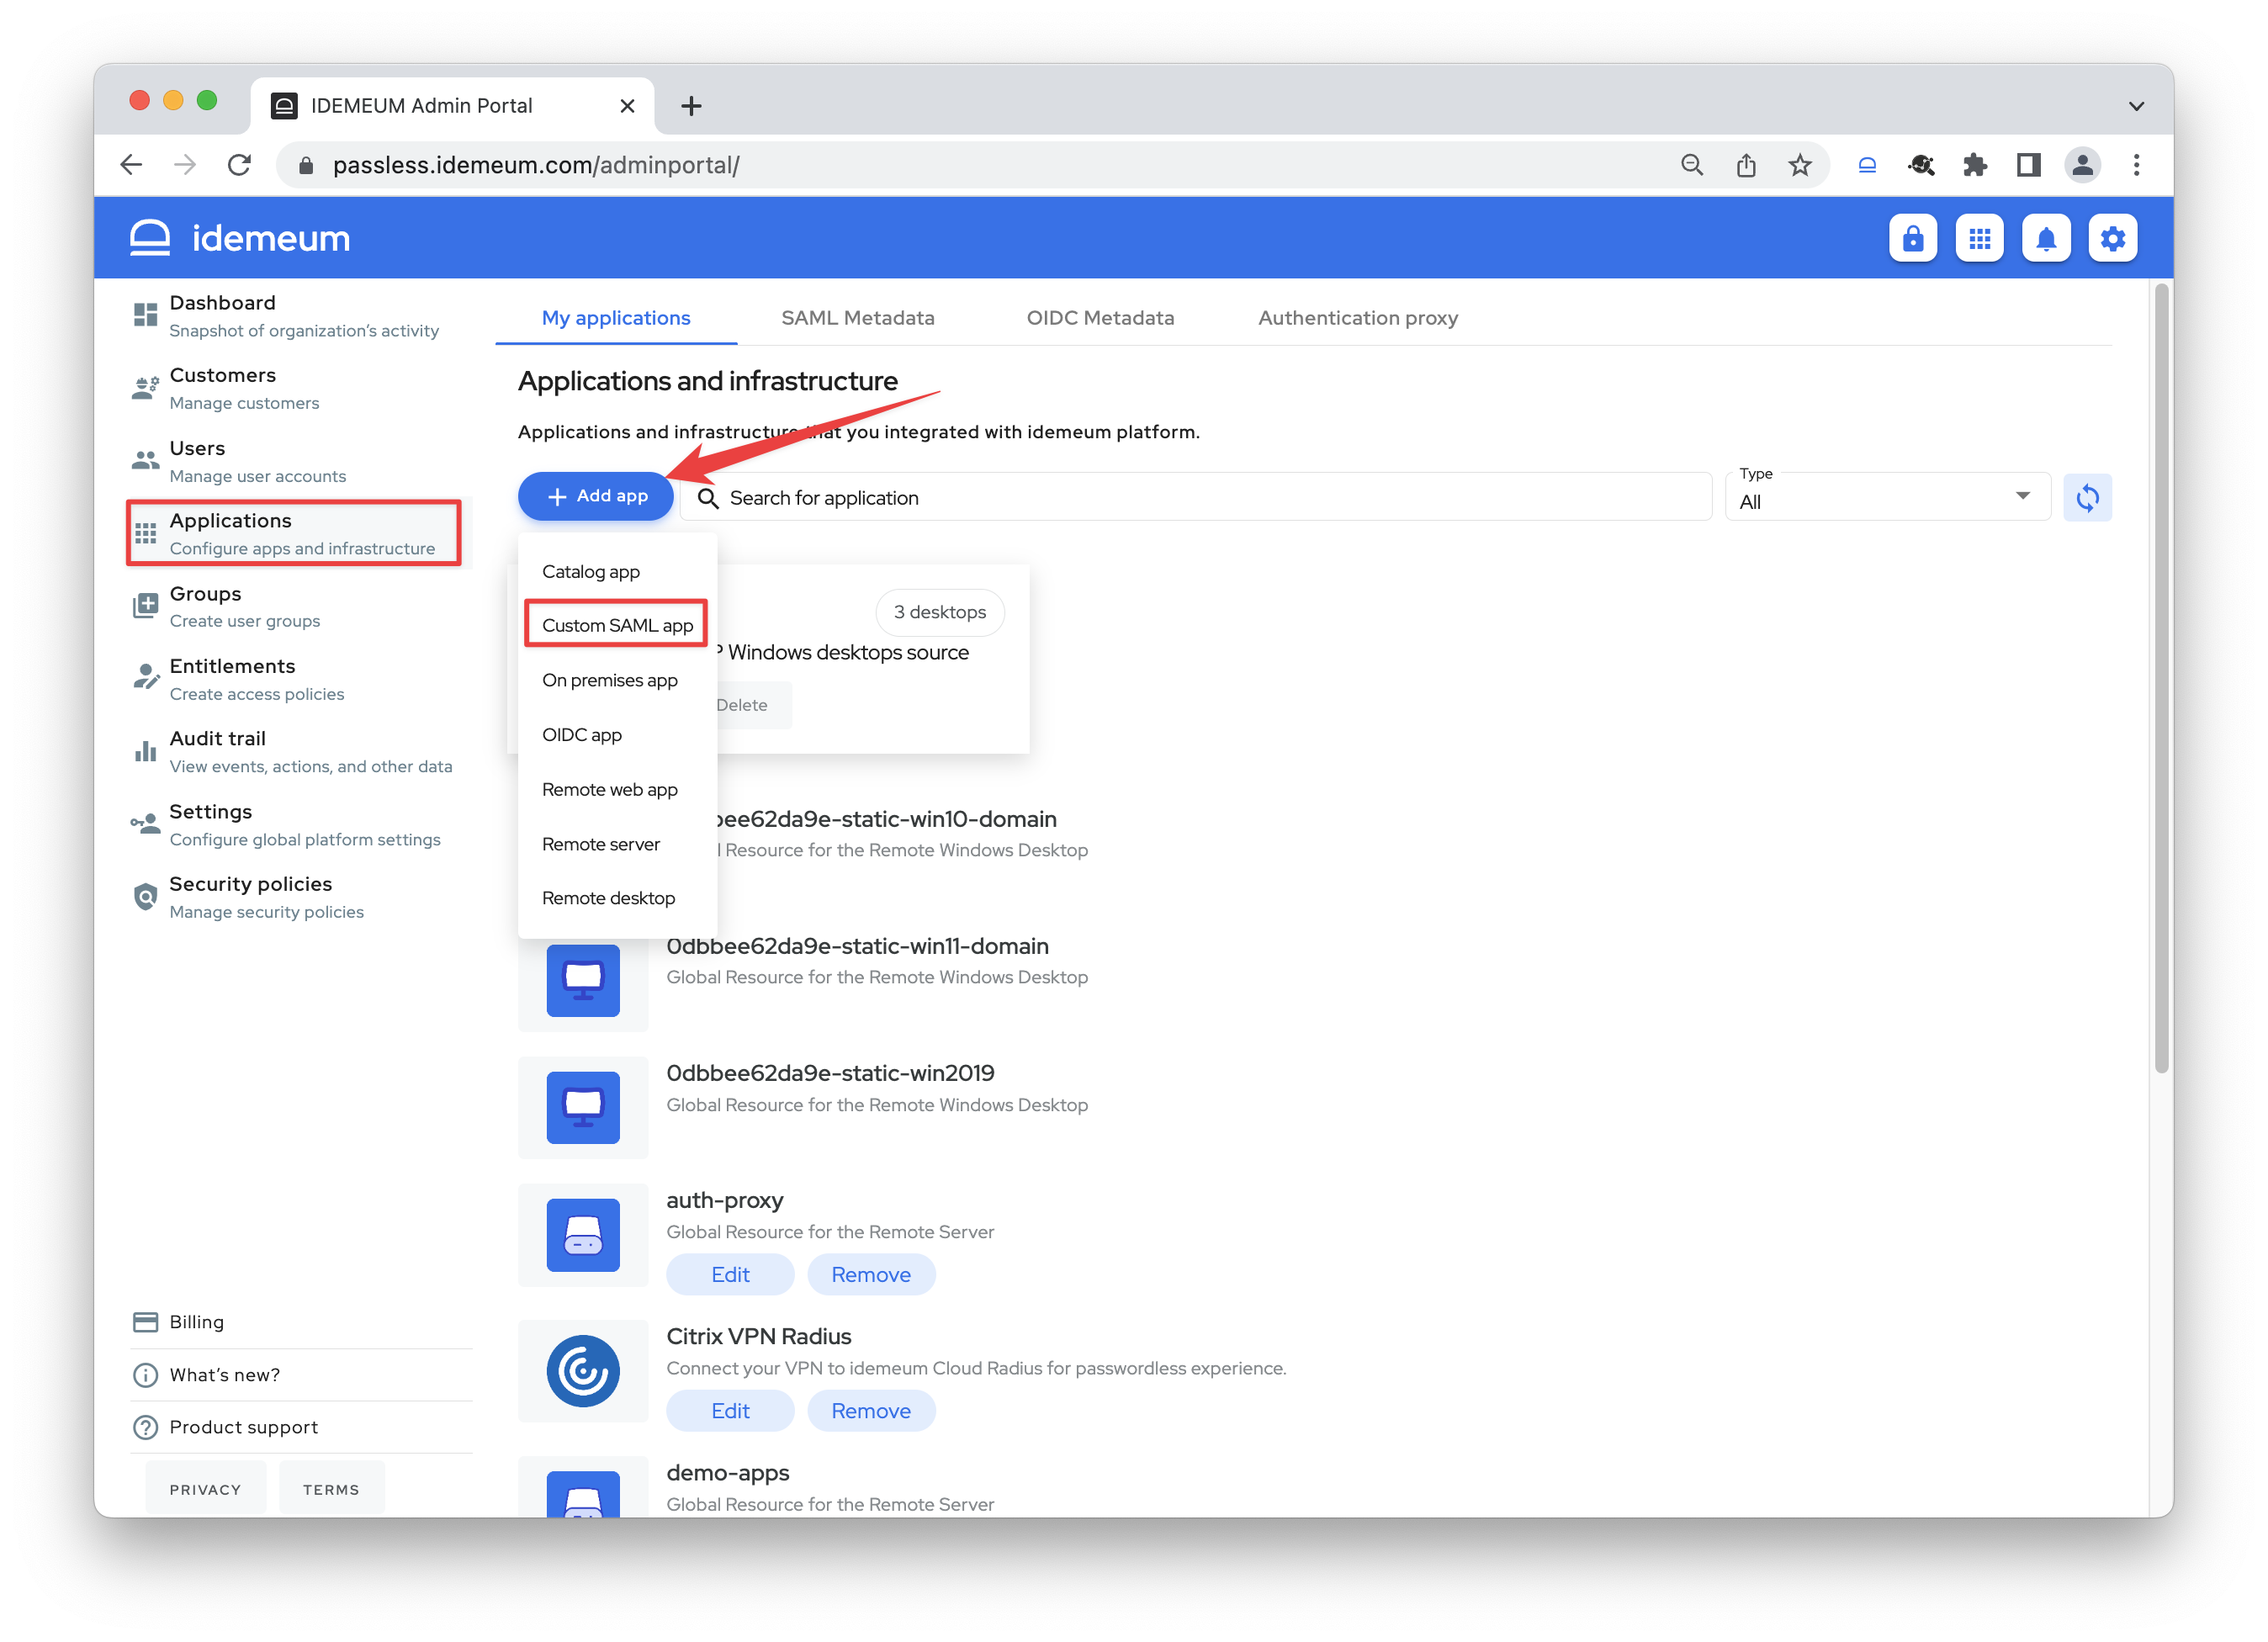 IDEMEUM Admin Portal
passless.idemeum.com/adminportal/
idemeum
Dashboard
Snapshot of organization's activity
Customers
Manage customers
Users
Manage user accounts
Applications
Configure apps and infrastructure
Groups
Create user groups
Entitlements
Create access policies
Audit trail
View events, actions, and other data
Settings
Configure global platform settings
Security policies
Manage security policies
Billing
What's new?
Product support
PRIVACY TERMS
My applications SAML Metadata OIDC Metadata Authentication proxy
Applications and infrastructure
Applications and infrastructure that you integrated with idemeum platform.
Add app
Search for application
Type
All
Catalog app
Custom SAML app
On premises app
OIDC app
Remote web app
Remote server
Remote desktop
3 desktops
Windows desktops source
Delete
bee62da9e-static-win10-domain
Resource for the Remote Windows Desktop
0dbbee62da9e-static-win11-domain
Global Resource for the Remote Windows Desktop
0dbbee62da9e-static-win2019
Global Resource for the Remote Windows Desktop
auth-proxy
Global Resource for the Remote Server
Edit Remove
Citrix VPN Radius
Connect your VPN to idemeum Cloud Radius for passwordless experience.
Edit Remove
demo-apps
Global Resource for the Remote Server